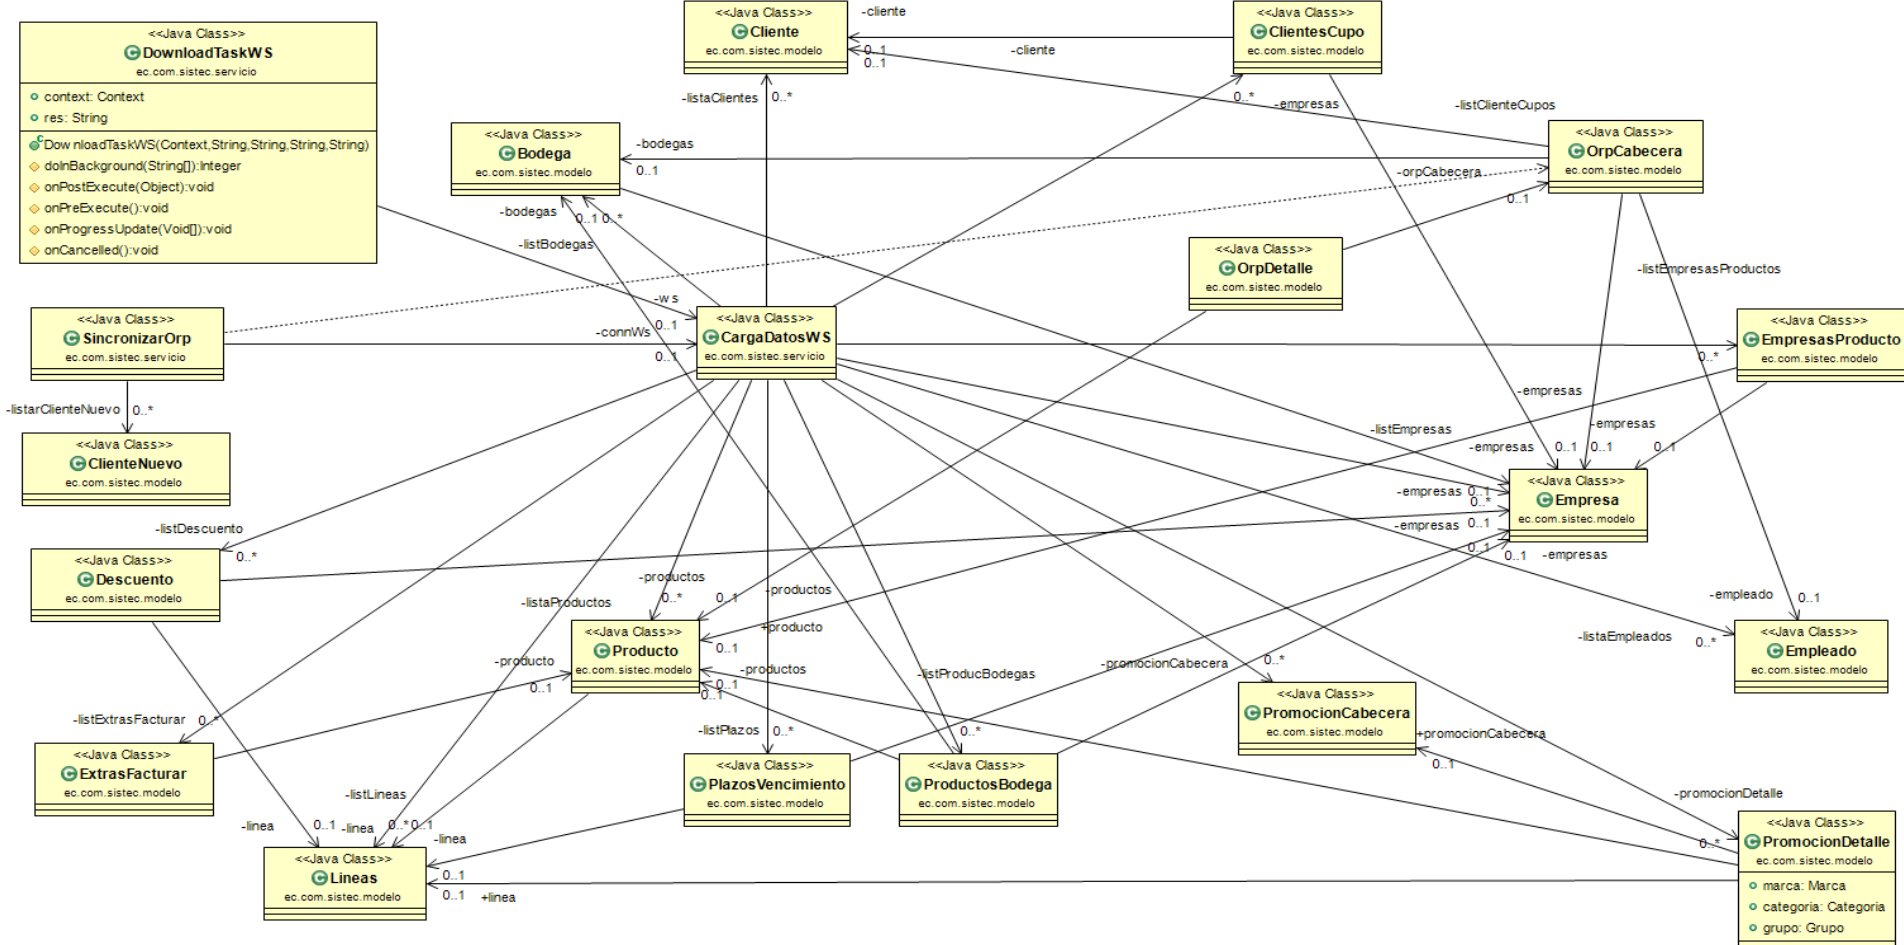 <<Java Class>>
DownloadTaskWS
ec.com.sistec.servicio
context: Context
res: String
DownloadTaskWS(Context,String,String,String,String)
doInBackground(String[]):Integer
onPostExecute(Object):void
onPreExecute():void
onProgressUpdate(Void[]):void
onCancelled():void
<<Java Class>>
Cliente
ec.com.sistec.modelo
-cliente
0..1
0..1
-cliente
<<Java Class>>
ClientesCupo
ec.com.sistec.modelo
-listaClientes
0..*
0..*
-empresas
-listClienteCupos
<<Java Class>>
Bodega
ec.com.sistec.modelo
-bodegas
0..1
<<Java Class>>
OrpCabecera
ec.com.sistec.modelo
-orpCabecera
0..1
-bodegas
0..1
0..*
-listBodegas
<<Java Class>>
OrpDetalle
ec.com.sistec.modelo
-listEmpresasProductos
<<Java Class>>
SincronizarOrp
ec.com.sistec.servicio
-ws
0..1
-connWs
0..1
<<Java Class>>
CargaDatosWS
ec.com.sistec.servicio
<<Java Class>>
EmpresasProducto
ec.com.sistec.modelo
0..*
-listarClienteNuevo
0..*
<<Java Class>>
ClienteNuevo
ec.com.sistec.modelo
-empresas
-listEmpresas
-empresas
-empresas
0..1
0..1
0..1
<<Java Class>>
Empresa
ec.com.sistec.modelo
-empresas
0..1
0..*
-empresas
0..1
0..1
0..1
-empresas
-listDescuento
0..*
<<Java Class>>
Descuento
ec.com.sistec.modelo
-productos
0..*
0..1
-productos
-listaProductos
+producto
<<Java Class>>
Producto
ec.com.sistec.modelo
0..1
-productos
0..1
0..1
-producto
0..1
-empleado
0..1
-listaEmpleados
0..*
<<Java Class>>
Empleado
ec.com.sistec.modelo
-listProducBodegas
-promocionCabecera
0..*
<<Java Class>>
PromocionCabecera
ec.com.sistec.modelo
+promocionCabecera
0..1
-listExtrasFacturar
0..*
<<Java Class>>
ExtrasFacturar
ec.com.sistec.modelo
-listPlazos
0..*
<<Java Class>>
PlazosVencimiento
ec.com.sistec.modelo
0..*
<<Java Class>>
ProductosBodega
ec.com.sistec.modelo
-listLineas
-linea
0..1
-linea
0..*
0..1
-linea
<<Java Class>>
Lineas
ec.com.sistec.modelo
0..1
0..1
+linea
-promocionDetalle
0..*
<<Java Class>>
PromocionDetalle
ec.com.sistec.modelo
marca: Marca
categoria: Categoria
grupo: Grupo